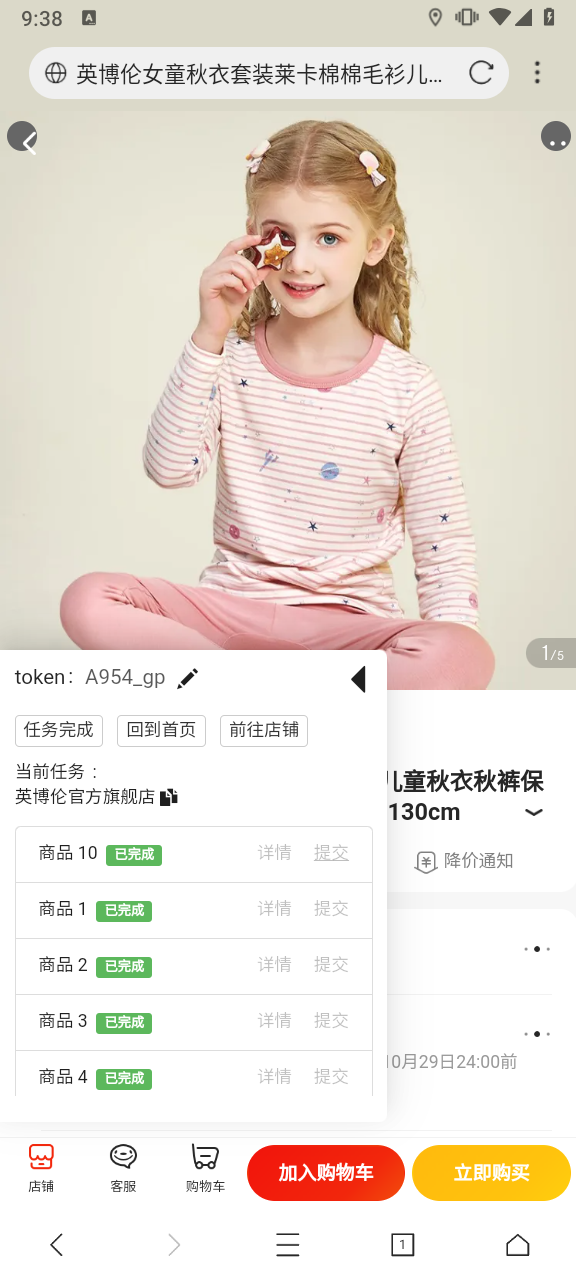 9:38
英博伦女童秋衣套装莱卡棉棉毛衫儿...
1/5
token： A954_gp
任务完成 回到首页 前往店铺
当前任务 ：
英博伦官方旗舰店
儿童秋衣秋裤保
130cm
降价通知
商品 10 已完成 详情 提交
商品 1 已完成 详情 提交
商品 2 已完成 详情 提交
商品 3 已完成 详情 提交
10月29日24:00前
商品 4 已完成 详情 提交
店铺 客服 购物车 加入购物车 立即购买
1